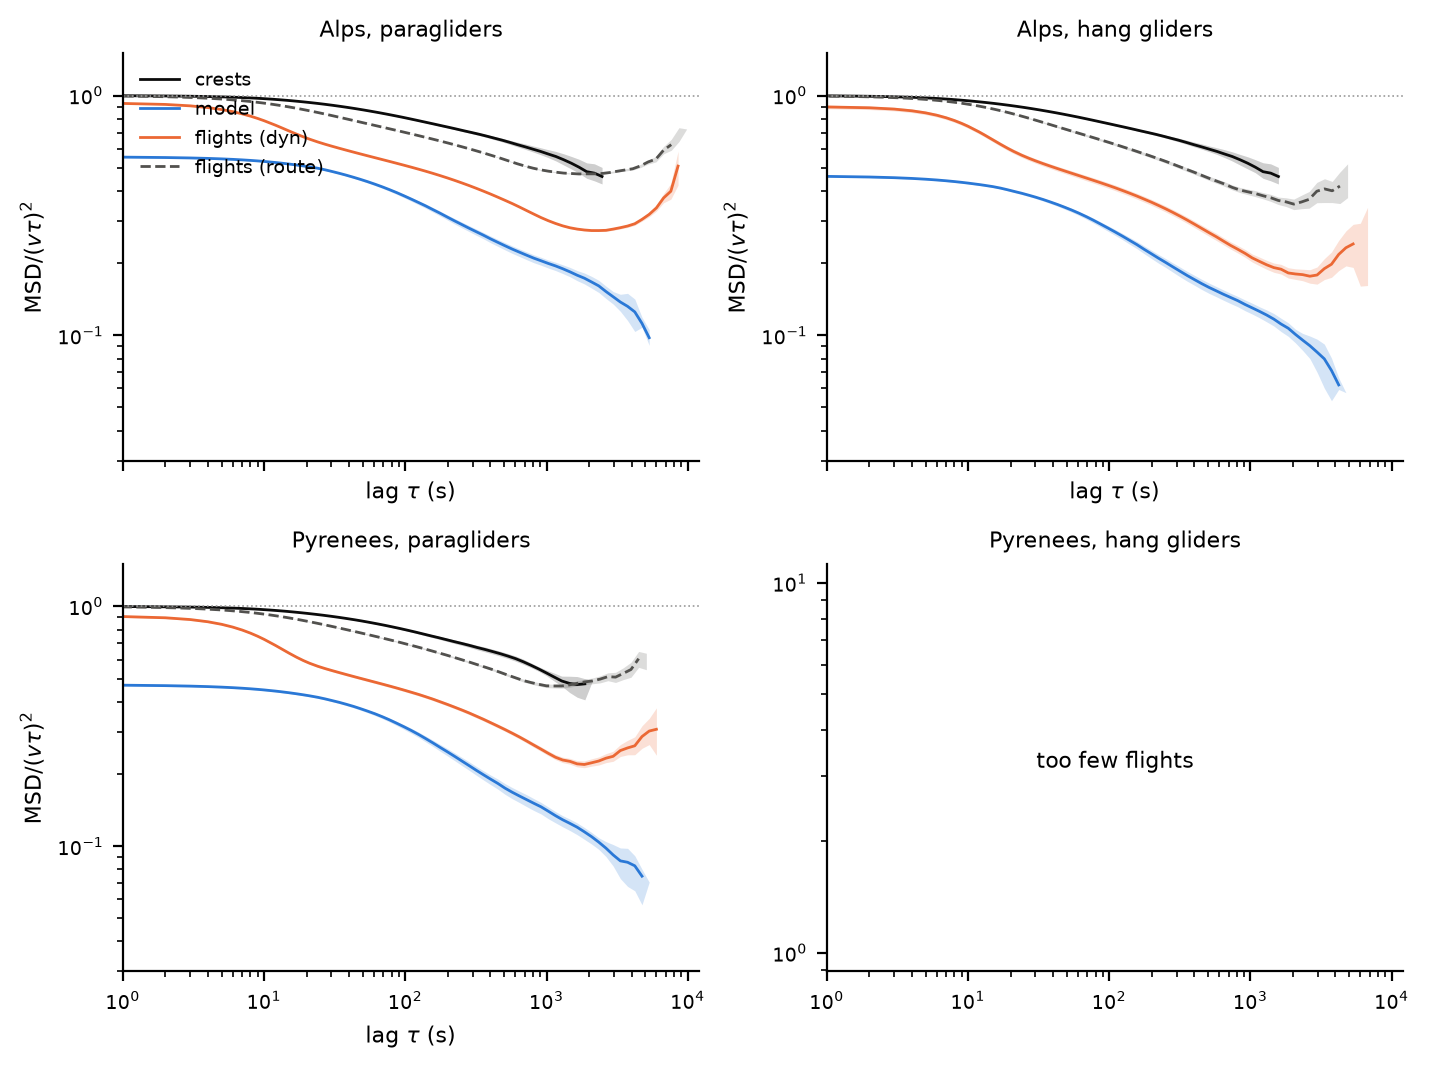 Alps, paragliders
crests
model
flights (dyn)
flights (route)
10⁰
10⁻¹
MSD/(vτ)²
lag τ (s)
Alps, hang gliders
10⁰
10⁻¹
MSD/(vτ)²
lag τ (s)
Pyrenees, paragliders
10⁰
10⁻¹
MSD/(vτ)²
10⁰ 10¹ 10² 10³ 10⁴
lag τ (s)
Pyrenees, hang gliders
10¹
too few flights
10⁰
10⁰ 10¹ 10² 10³ 10⁴